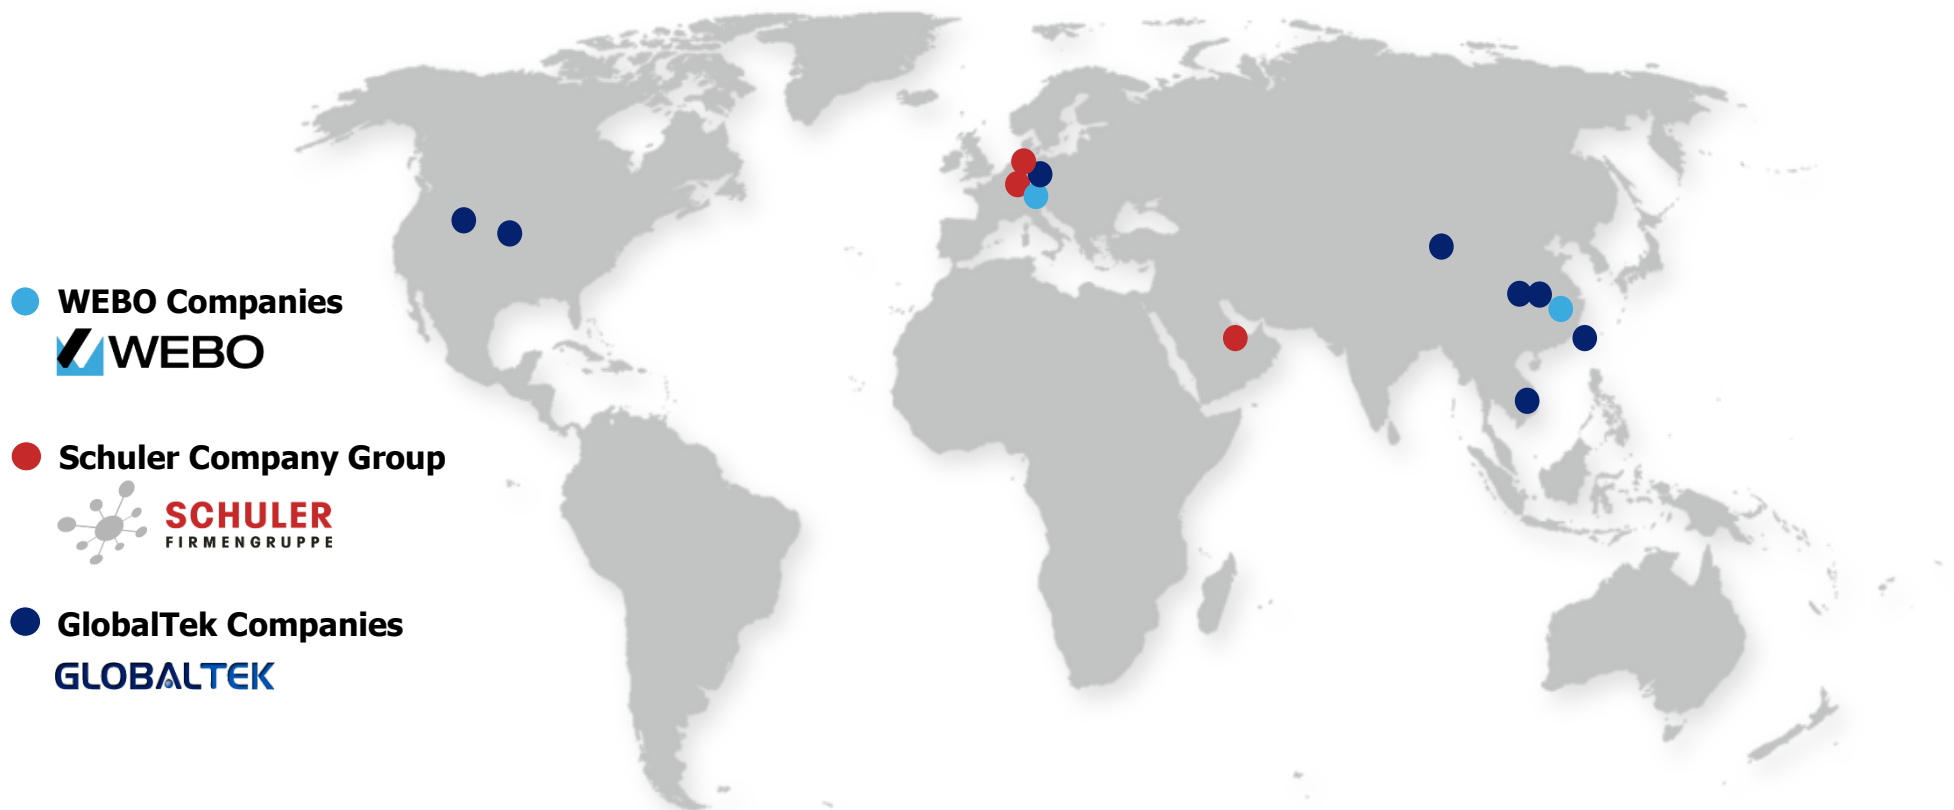 WEBO Companies
WEBO
Schuler Company Group
SCHULER
FIRMENGRUPPE
GlobalTek Companies
GLOBALTEK